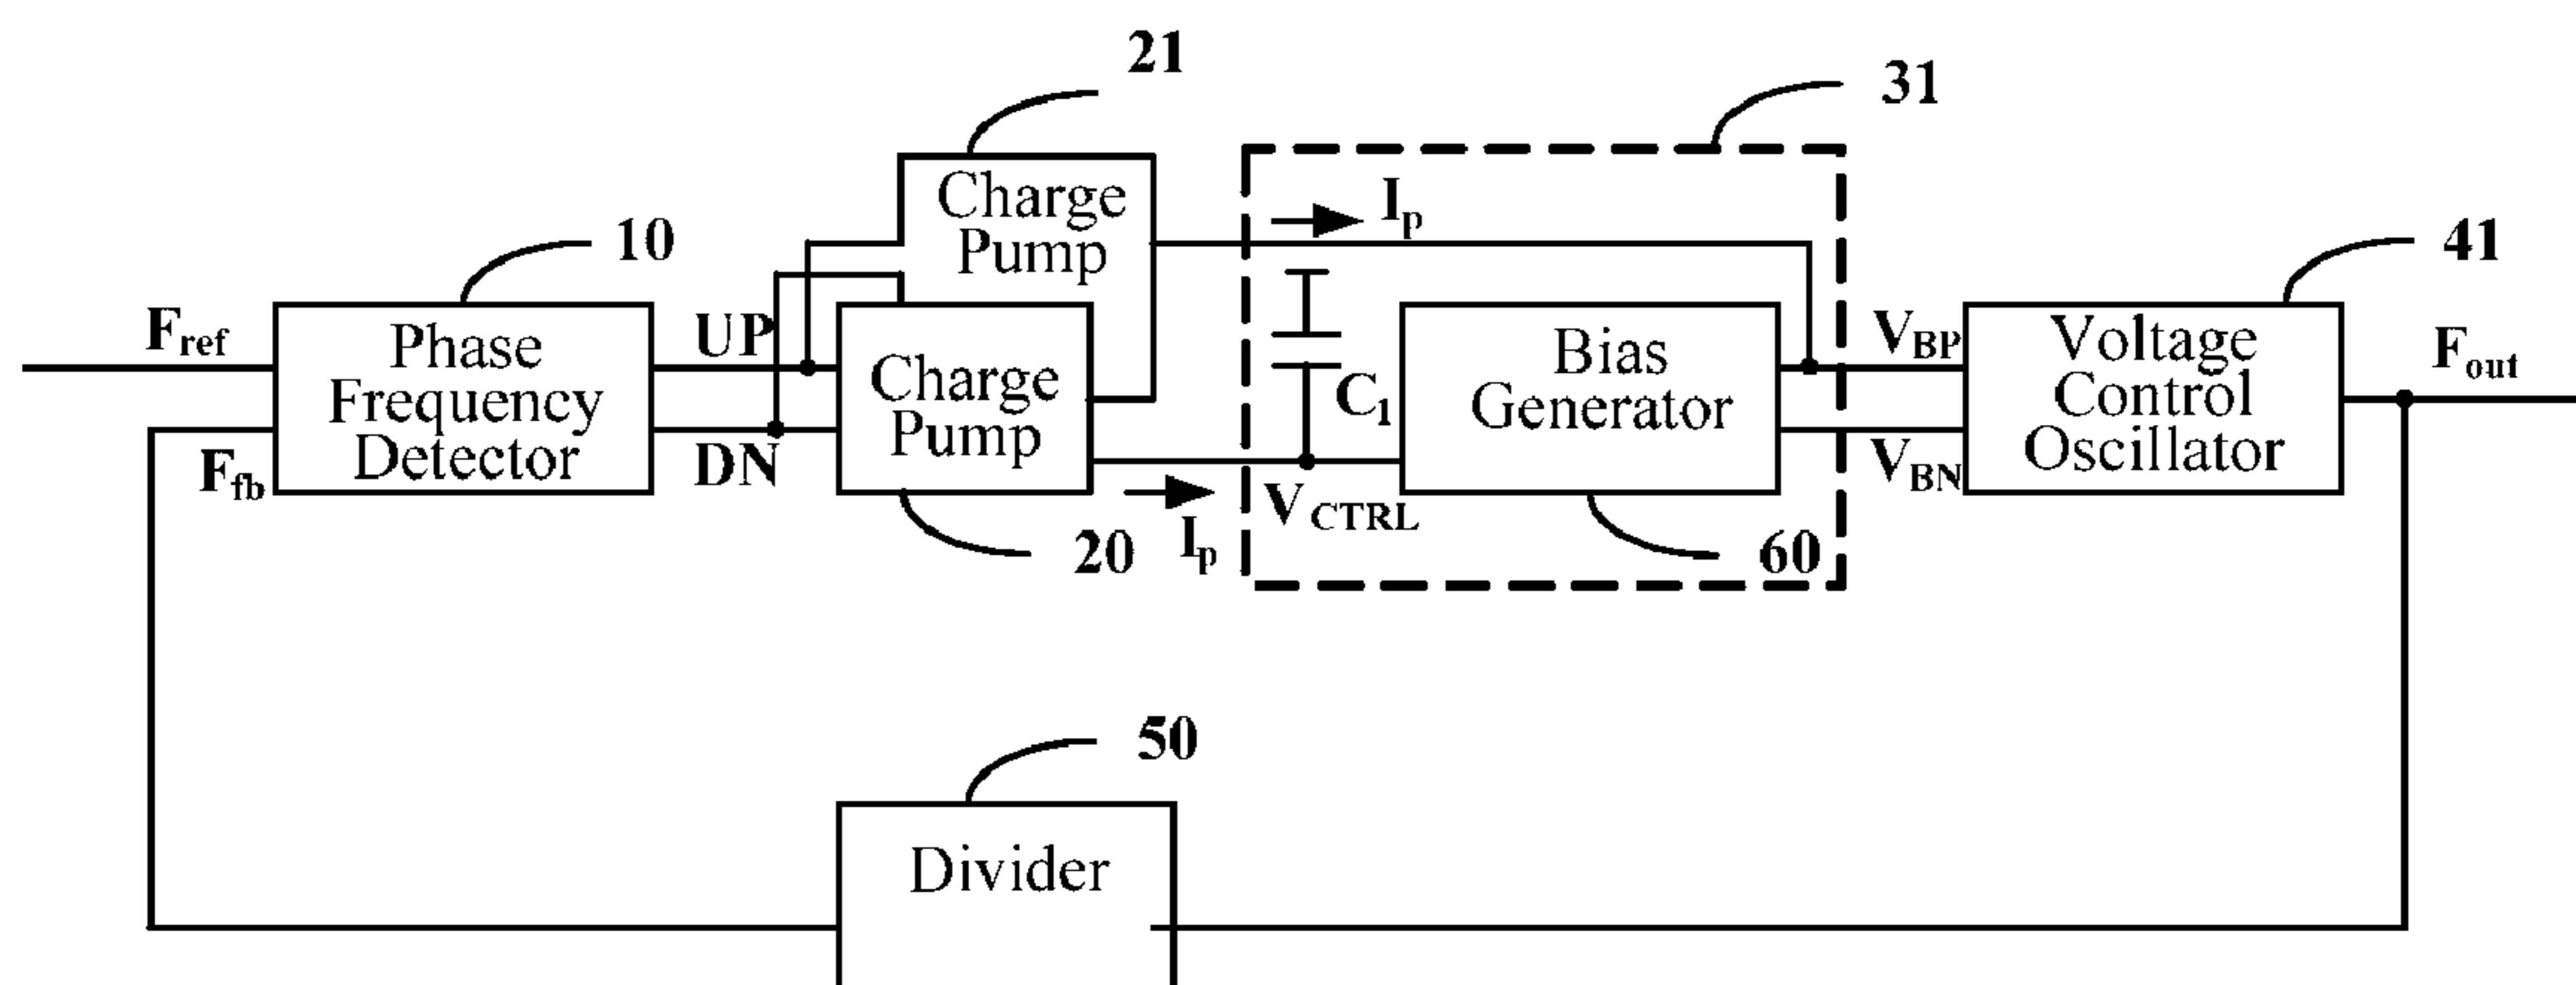 21
31
Charge
Pump
Ip
10
41
Fref
UP
Phase
Frequency
Detector
Charge
Pump
C1
Bias
Generator
VBP
Voltage
Control
Oscillator
Fout
Ffb
DN
VCTRL
VBN
20
Ip
60
50
Divider